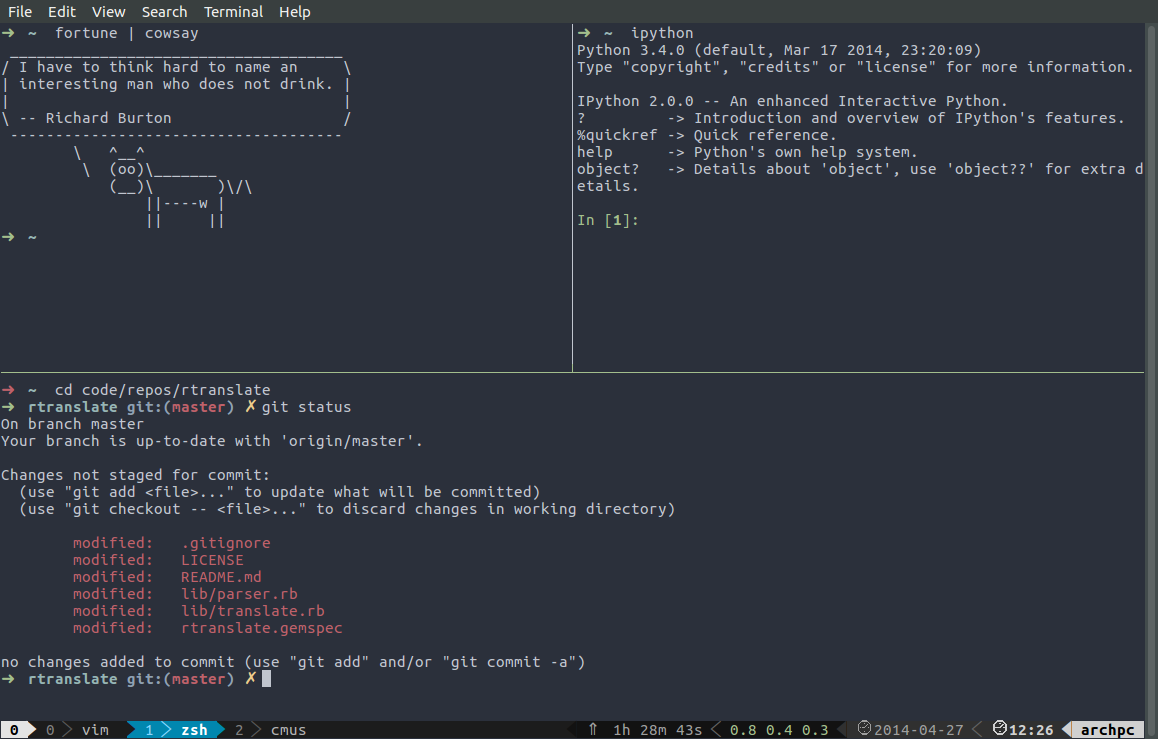 File Edit View Search Terminal Help
➜ ~ fortune | cowsay
 _____________________________________
/ I have to think hard to name an     \
| interesting man who does not drink. |
|                                     |
\ -- Richard Burton                   /
 -------------------------------------
        \   ^__^
         \  (oo)\_______
            (__)\       )\/\
                ||----w |
                ||     ||
➜ ~
➜ ~ ipython
Python 3.4.0 (default, Mar 17 2014, 23:20:09)
Type "copyright", "credits" or "license" for more information.
IPython 2.0.0 -- An enhanced Interactive Python.
?         -> Introduction and overview of IPython's features.
%quickref -> Quick reference.
help      -> Python's own help system.
object?   -> Details about 'object', use 'object??' for extra d
etails.
In [1]:
➜ ~ cd code/repos/rtranslate
➜ rtranslate git:(master) ✗ git status
On branch master
Your branch is up-to-date with 'origin/master'.
Changes not staged for commit:
  (use "git add <file>..." to update what will be committed)
  (use "git checkout -- <file>..." to discard changes in working directory)
        modified:   .gitignore
        modified:   LICENSE
        modified:   README.md
        modified:   lib/parser.rb
        modified:   lib/translate.rb
        modified:   rtranslate.gemspec
no changes added to commit (use "git add" and/or "git commit -a")
➜ rtranslate git:(master) ✗
0 0 vim 1 zsh 2 cmus ⇑ 1h 28m 43s 0.8 0.4 0.3 2014-04-27 12:26 archpc